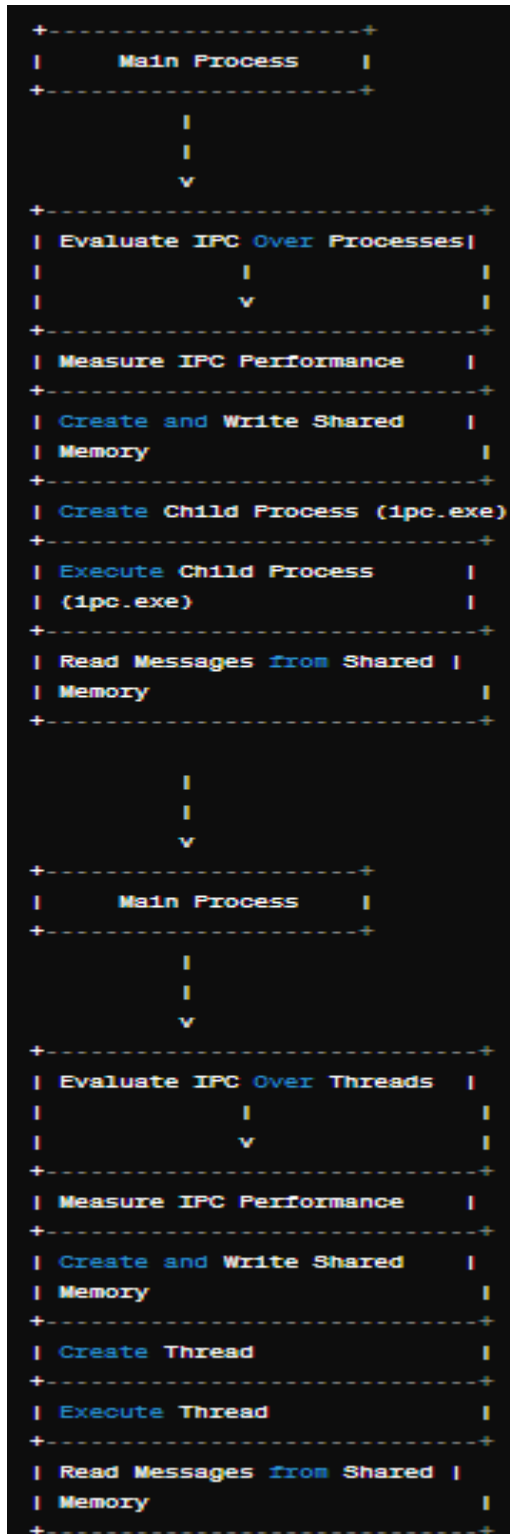 +---------------------+
|     Main Process    |
+---------------------+
|
|
v
+-----------------------------+
| Evaluate IPC Over Processes|
|             |               |
|             v               |
+-----------------------------+
| Measure IPC Performance    |
+-----------------------------+
| Create and Write Shared    |
| Memory                      |
+-----------------------------+
| Create Child Process (ipc.exe)
+-----------------------------+
| Execute Child Process      |
| (ipc.exe)                  |
+-----------------------------+
| Read Messages from Shared |
| Memory                      |
+-----------------------------+
|
|
v
+---------------------+
|     Main Process    |
+---------------------+
|
|
v
+-----------------------------+
| Evaluate IPC Over Threads  |
|             |               |
|             v               |
+-----------------------------+
| Measure IPC Performance    |
+-----------------------------+
| Create and Write Shared    |
| Memory                      |
+-----------------------------+
| Create Thread               |
+-----------------------------+
| Execute Thread              |
+-----------------------------+
| Read Messages from Shared |
| Memory                      |
+-----------------------------+